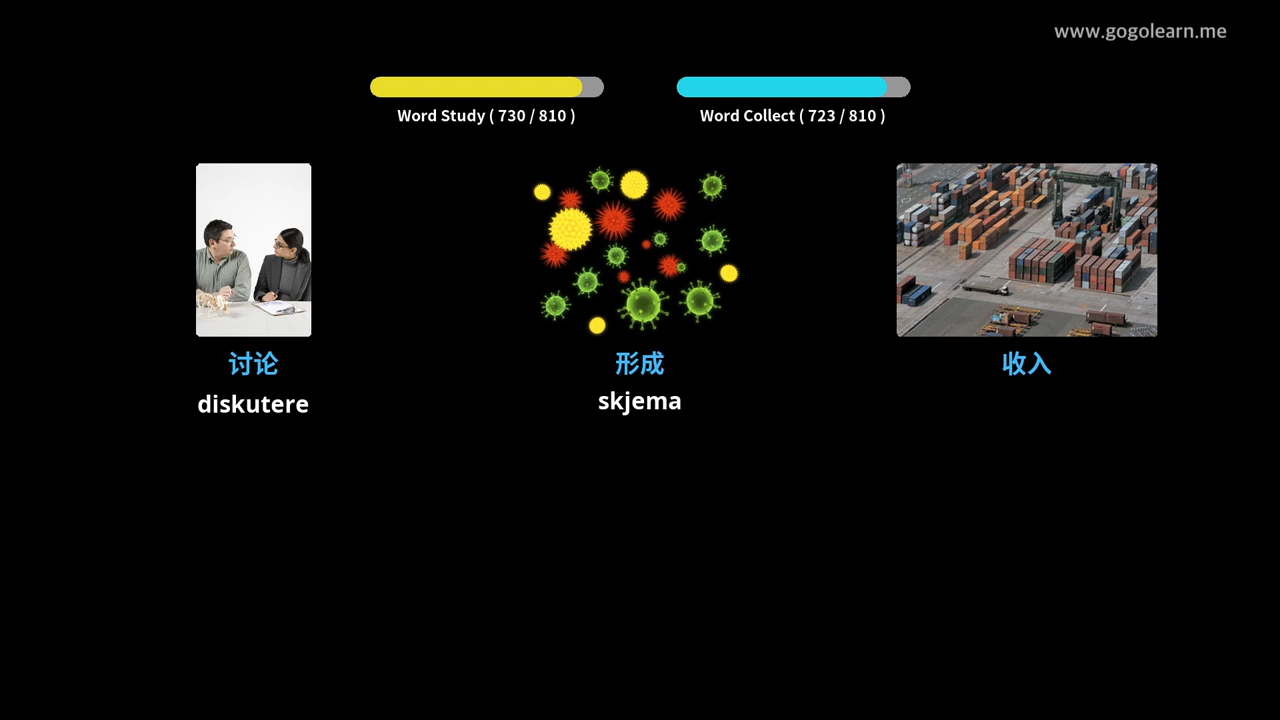 www.gogolearn.me
Word Study ( 730 / 810 )
Word Collect ( 723 / 810 )
讨论
形成
收入
diskutere
skjema